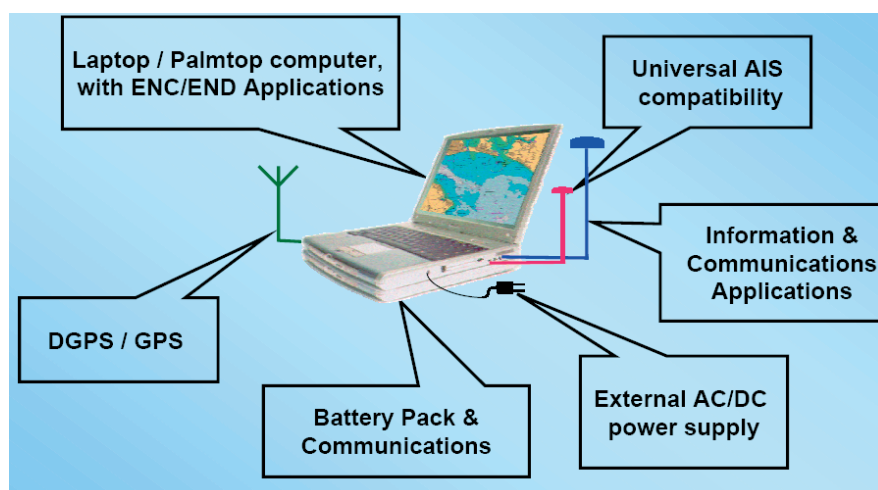 Laptop / Palmtop computer,
with ENC/END Applications
Universal AIS
compatibility
Information &
Communications
Applications
DGPS / GPS
Battery Pack &
Communications
External AC/DC
power supply